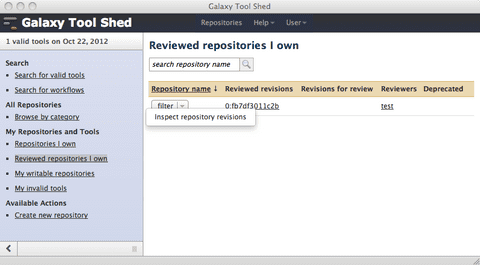 Galaxy Tool Shed
Galaxy Tool Shed
Repositories Help User
1 valid tools on Oct 22, 2012
Search
Search for valid tools
Search for workflows
All Repositories
Browse by category
My Repositories and Tools
Repositories I own
Reviewed repositories I own
My writable repositories
My invalid tools
Available Actions
Create new repository
Reviewed repositories I own
search repository name
Repository name ↓ Reviewed revisions Revisions for review Reviewers Deprecated
filter 0:fb7df3011c2b test
Inspect repository revisions